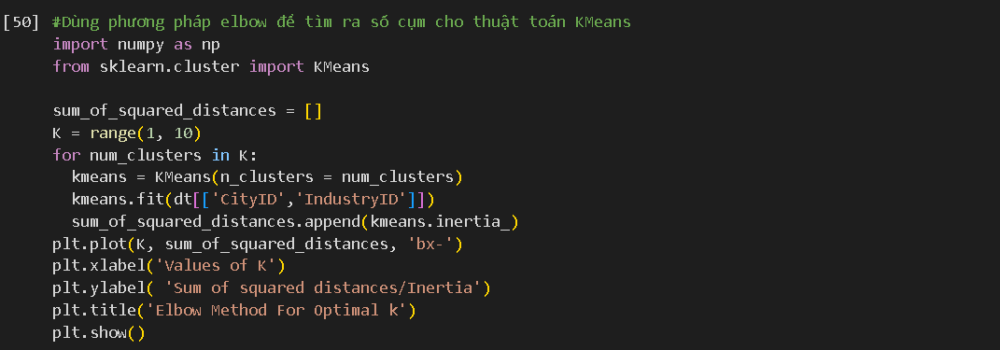 [50] #Dùng phương pháp elbow để tìm ra số cụm cho thuật toán KMeans
import numpy as np
from sklearn.cluster import KMeans
sum_of_squared_distances = []
K = range(1, 10)
for num_clusters in K:
  kmeans = KMeans(n_clusters = num_clusters)
  kmeans.fit(dt[['CityID','IndustryID']])
  sum_of_squared_distances.append(kmeans.inertia_)
plt.plot(K, sum_of_squared_distances, 'bx-')
plt.xlabel('Values of K')
plt.ylabel( 'Sum of squared distances/Inertia')
plt.title('Elbow Method For Optimal k')
plt.show()